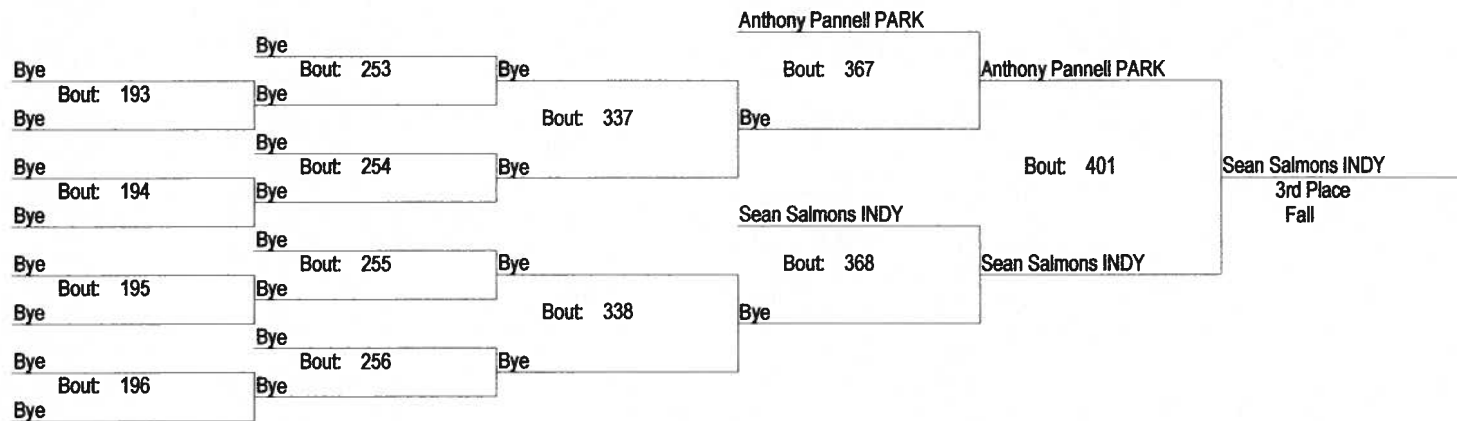 Anthony Pannell PARK
Bye
Bye Bout: 253 Bye Bout: 367 Anthony Pannell PARK
Bout: 193 Bye
Bye Bout: 337 Bye
Bye
Bye Bout: 254 Bye Bout: 401 Sean Salmons INDY
Bout: 194 Bye 3rd Place
Bye Sean Salmons INDY Fall
Bye
Bye Bout: 255 Bye Bout: 368 Sean Salmons INDY
Bout: 195 Bye
Bye Bout: 338 Bye
Bye
Bye Bout: 256 Bye
Bout: 196 Bye
Bye